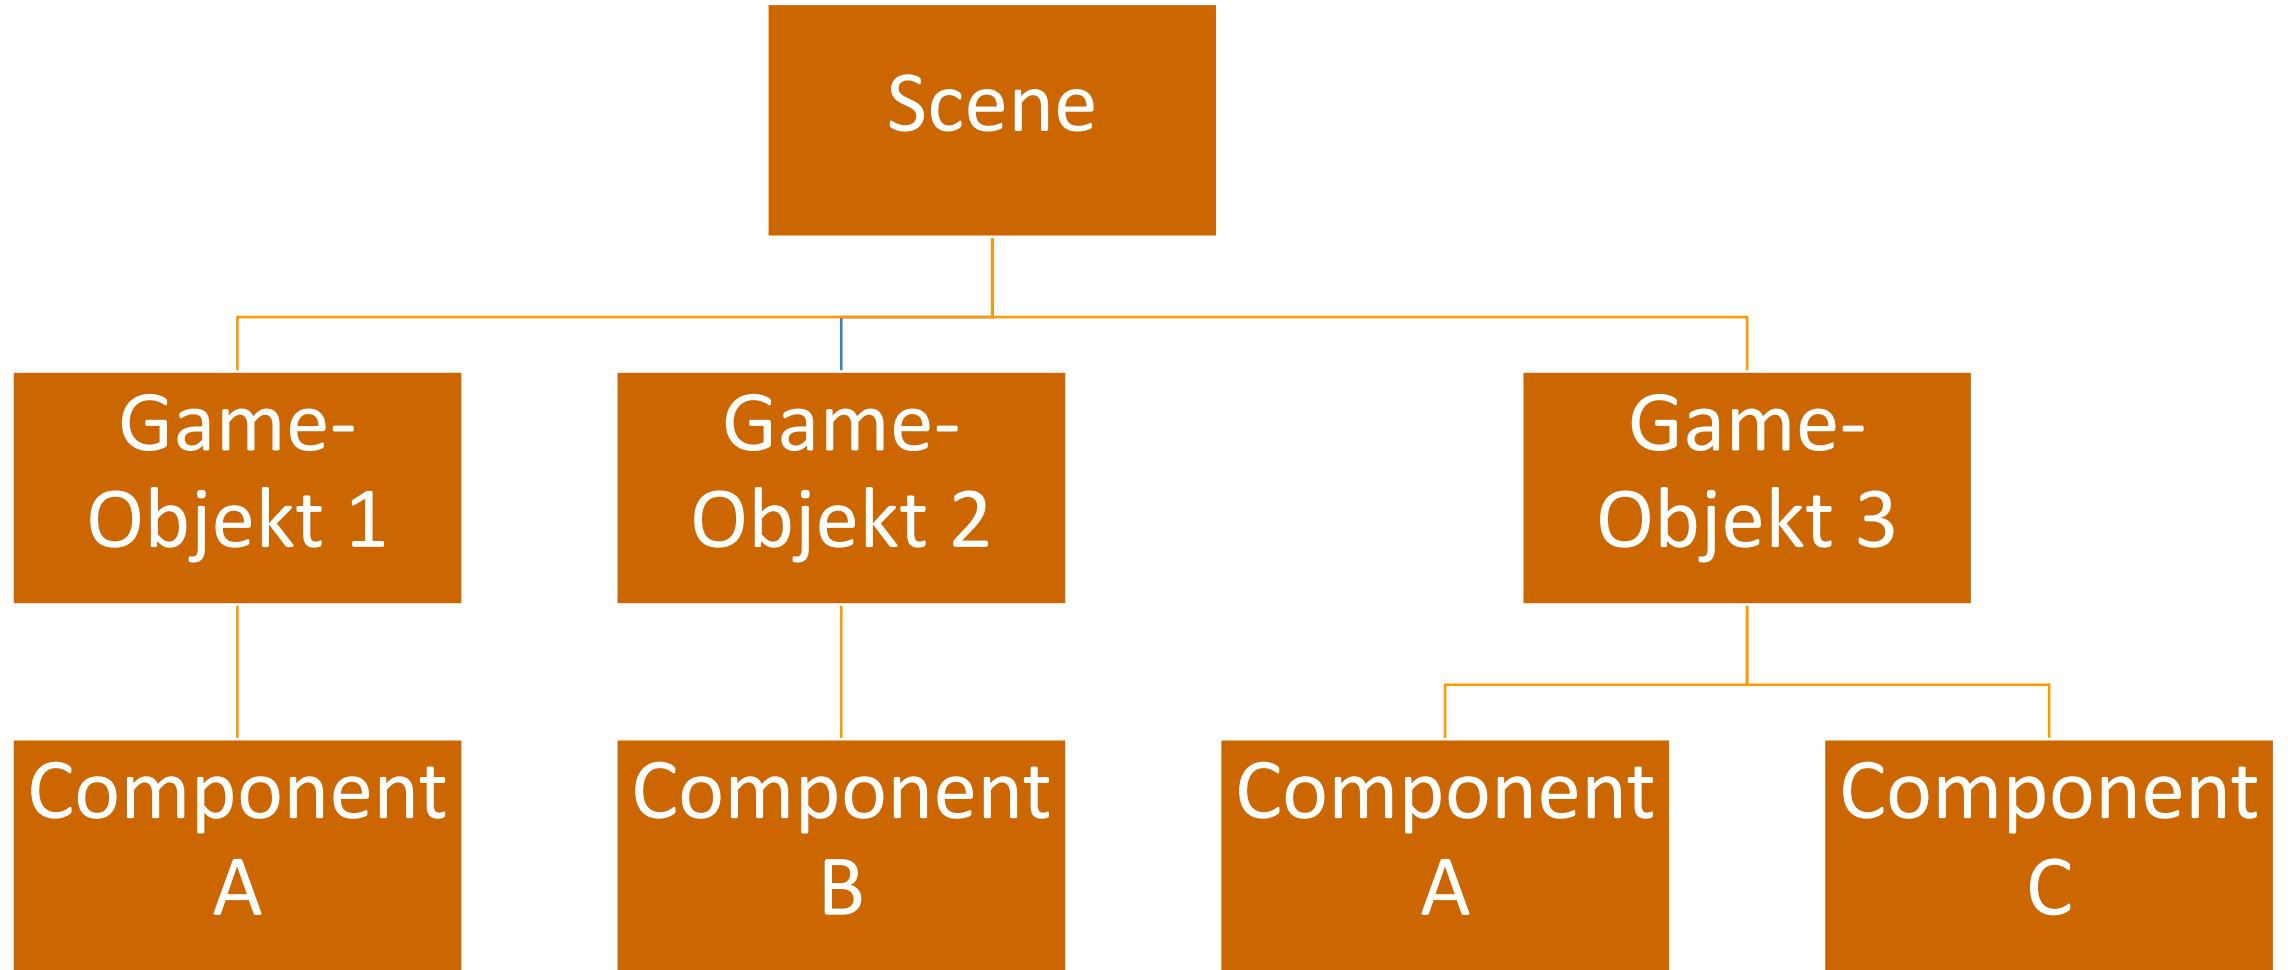 Scene
Game-
Objekt 1
Game-
Objekt 2
Game-
Objekt 3
Component
A
Component
B
Component
A
Component
C